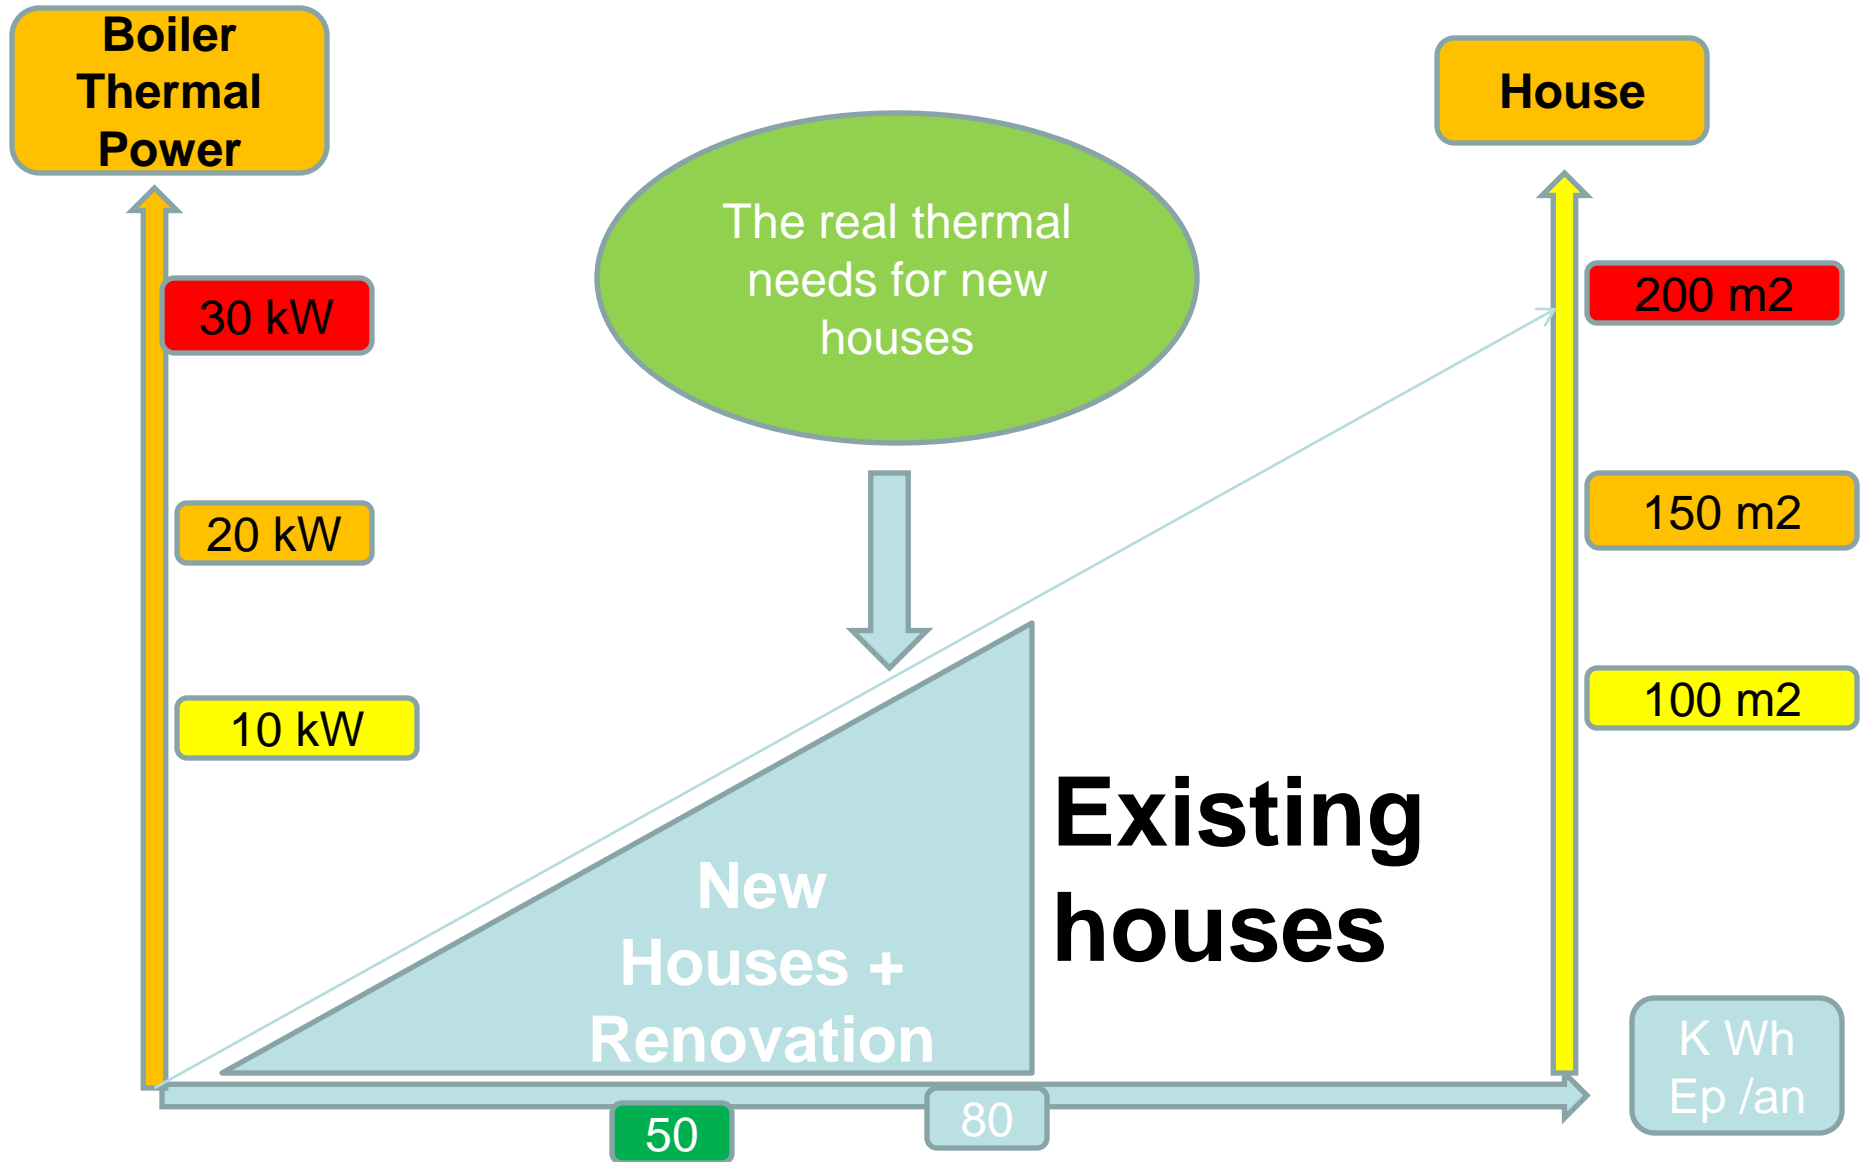 Boiler
Thermal
Power
House
The real thermal
needs for new
houses
30 kW
200 m2
20 kW
150 m2
10 kW
100 m2
Existing
houses
New
Houses +
Renovation
K Wh
Ep /an
50
80